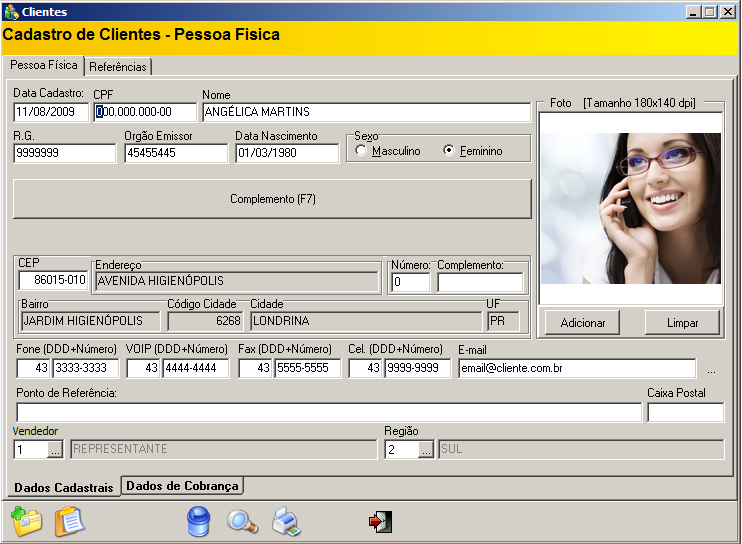 Clientes
Cadastro de Clientes - Pessoa Fisica
Pessoa Física Referências
Data Cadastro: CPF Nome
11/08/2009 000.000.000-00 ANGÉLICA MARTINS
Foto [Tamanho 180x140 dpi]
R.G. Orgão Emissor Data Nascimento Sexo
9999999 45455445 01/03/1980 Masculino Feminino
Complemento (F7)
CEP Endereço Número: Complemento:
86015-010 AVENIDA HIGIENÓPOLIS 0
Bairro Código Cidade Cidade UF
JARDIM HIGIENÓPOLIS 6268 LONDRINA PR
Adicionar Limpar
Fone (DDD+Número) VOIP (DDD+Número) Fax (DDD+Número) Cel. (DDD+Número) E-mail
43 3333-3333 43 4444-4444 43 5555-5555 43 9999-9999 email@cliente.com.br ...
Ponto de Referência: Caixa Postal
Vendedor Região
1 ... REPRESENTANTE 2 ... SUL
Dados Cadastrais Dados de Cobrança